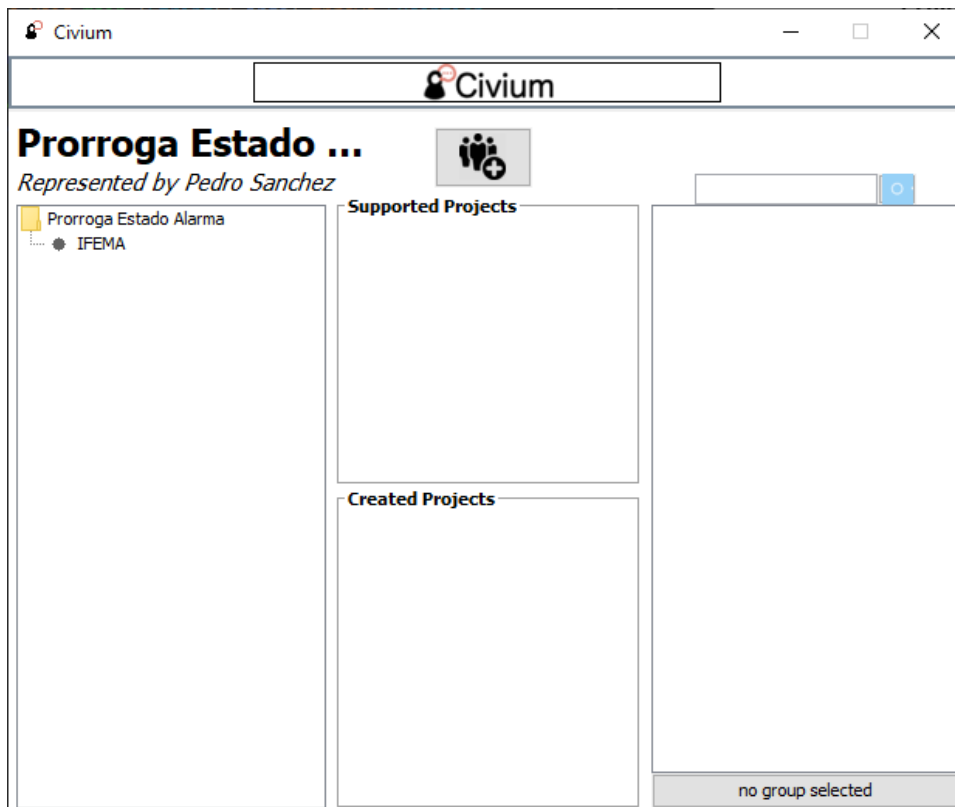 Civium
Civium
Prorroga Estado ...
Represented by Pedro Sanchez
Prorroga Estado Alarma
IFEMA
Supported Projects
Created Projects
no group selected